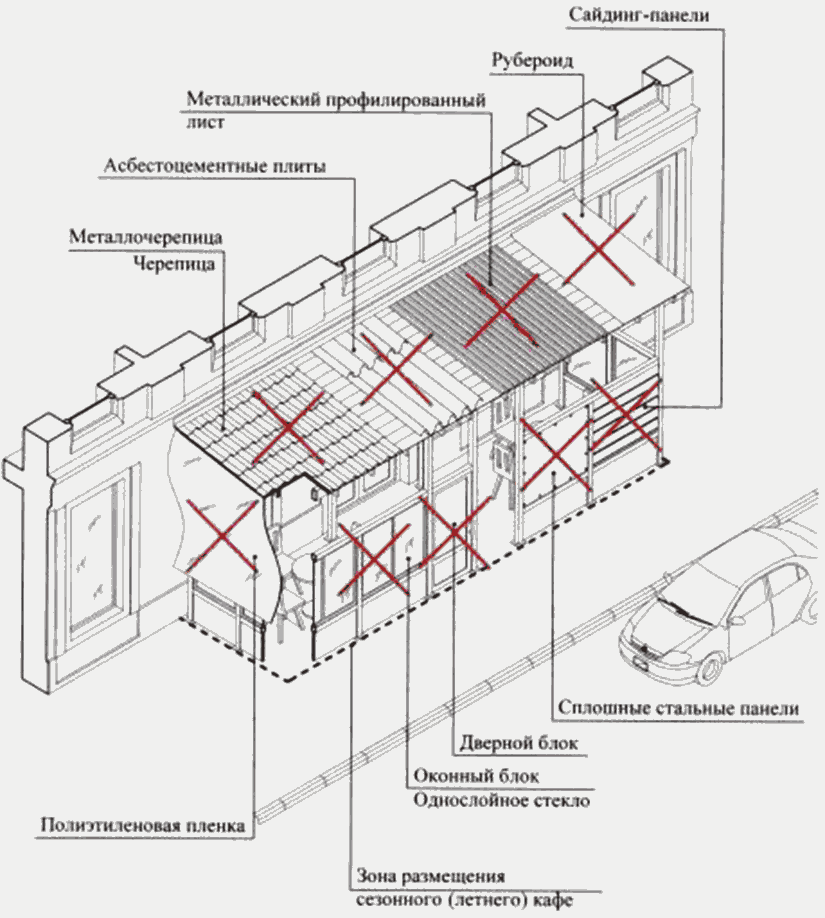 Сайдинг-панели
Рубероид
Металлический профилированный
лист
Асбестоцементные плиты
Металлочерепица
Черепица
Сплошные стальные панели
Дверной блок
Оконный блок
Однослойное стекло
Полиэтиленовая пленка
Зона размещения
сезонного (летнего) кафе